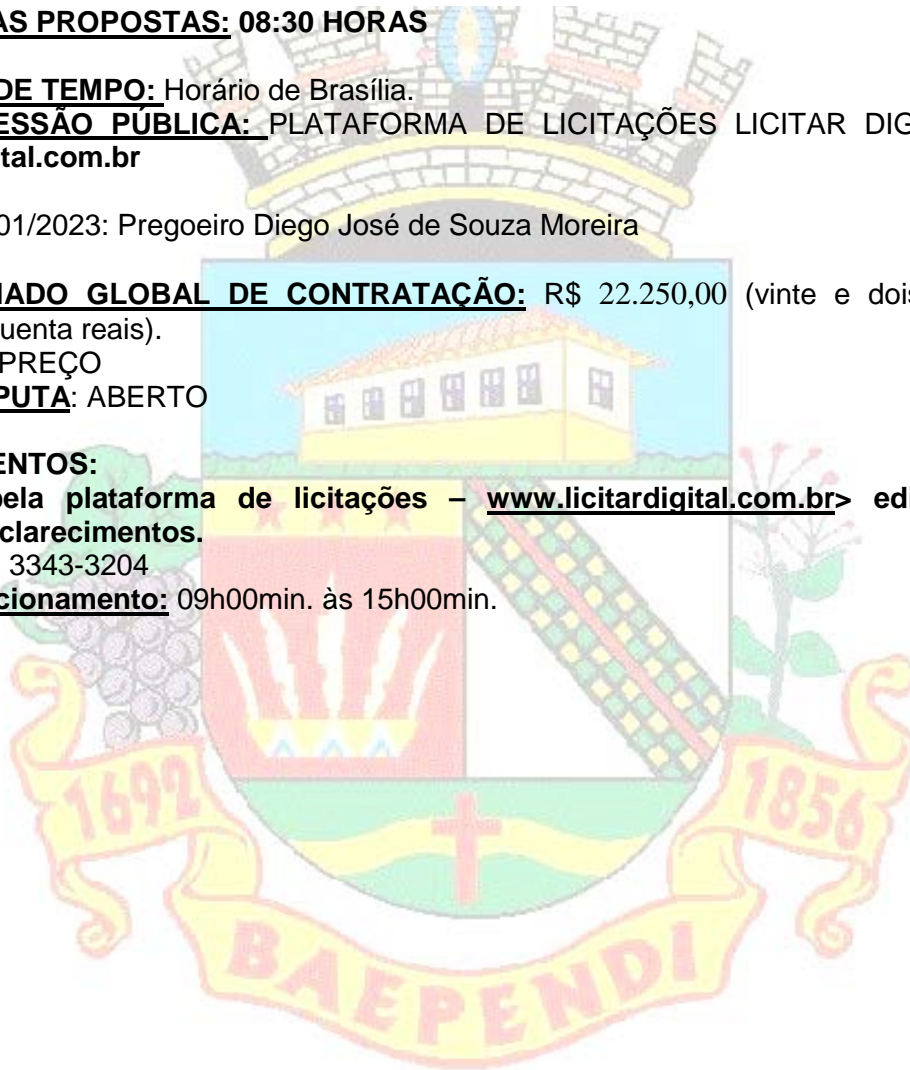 AS PROPOSTAS: 08:30 HORAS
DE TEMPO: Horário de Brasília.
ESSÃO PÚBLICA: PLATAFORMA DE LICITAÇÕES LICITAR DIG
tal.com.br
01/2023: Pregoeiro Diego José de Souza Moreira
IADO GLOBAL DE CONTRATAÇÃO: R$ 22.250,00 (vinte e dois
quenta reais).
PREÇO
PUTA: ABERTO
ENTOS:
pela plataforma de licitações – www.licitardigital.com.br> ed
clarecimentos.
3343-3204
cionamento: 09h00min. às 15h00min.
1692
1856
BAEPENDI